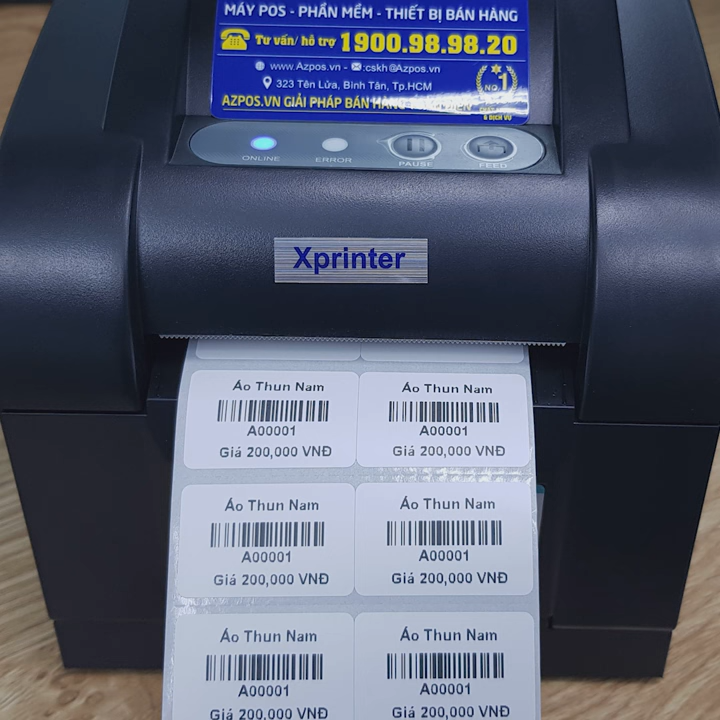 MÁY POS - PHẦN MỀM - THIẾT BỊ BÁN HÀNG
Tư vấn/ hỗ trợ 1900.98.98.20
www.Azpos.vn - :cskh@Azpos.vn
323 Tên Lửa, Bình Tân, Tp.HCM
NO.1
AZPOS.VN GIẢI PHÁP BÁN HÀNG
& DỊCH VỤ
ONLINE ERROR PAUSE FEED
Xprinter
Áo Thun Nam Áo Thun Nam
A00001 A00001
Giá 200,000 VNĐ Giá 200,000 VNĐ
Áo Thun Nam Áo Thun Nam
A00001 A00001
Giá 200,000 VNĐ Giá 200,000 VNĐ
Áo Thun Nam Áo Thun Nam
A00001 A00001
Giá 200,000 VNĐ Giá 200,000 VNĐ